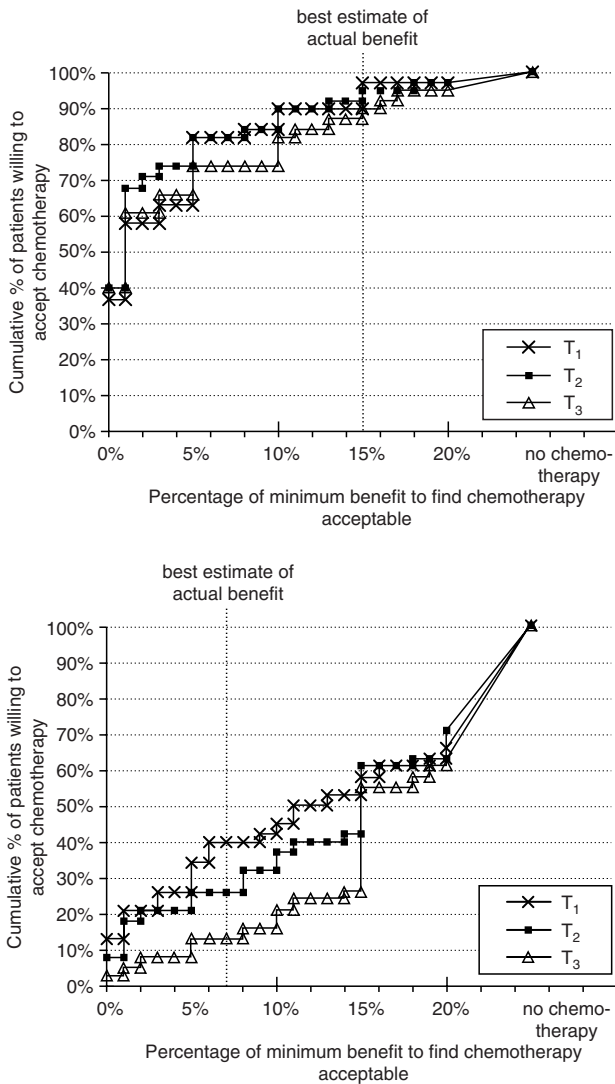 best estimate of
actual benefit
100%
90%
80%
70%
60%
50%
40%
30%
20%
10%
0%
Cumulative % of patients willing to
accept chemotherapy
T1
T2
T3
0%
5%
10%
15%
20%
no chemo-
therapy
Percentage of minimum benefit to find chemotherapy
acceptable
best estimate of
actual benefit
100%
90%
80%
70%
60%
50%
40%
30%
20%
10%
0%
Cumulative % of patients willing to
accept chemotherapy
T1
T2
T3
0%
5%
10%
15%
20%
no chemo-
therapy
Percentage of minimum benefit to find chemotherapy
acceptable